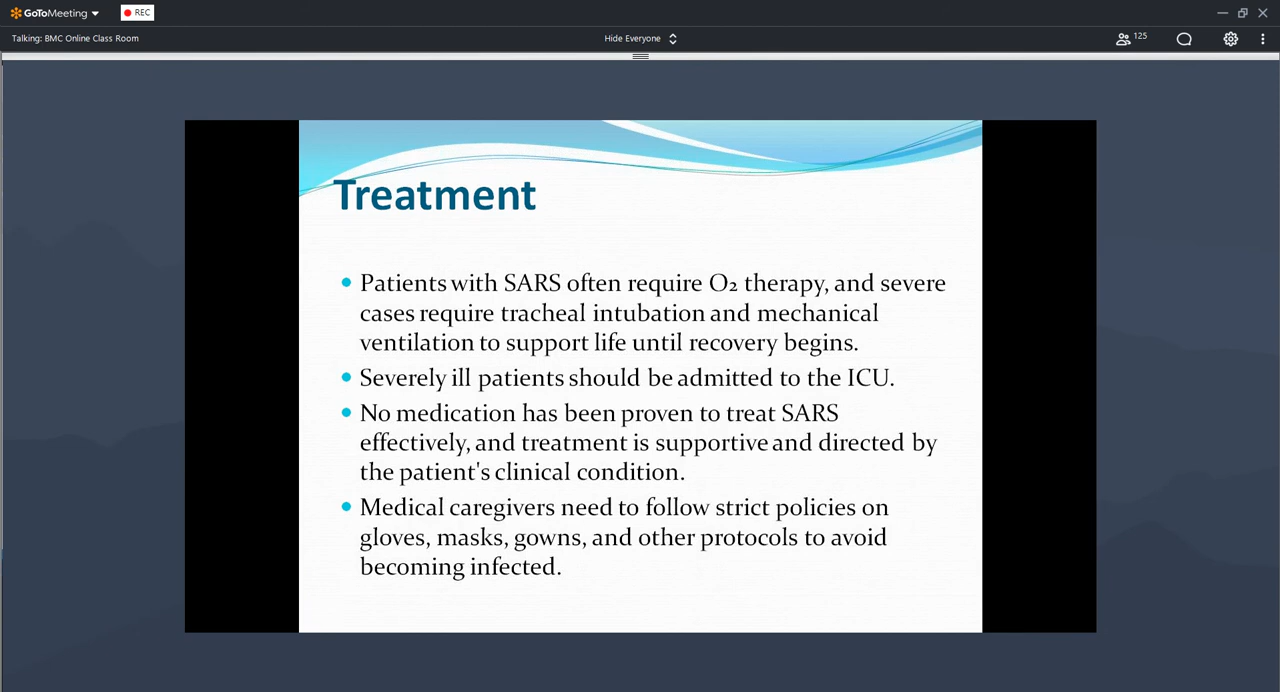 GoToMeeting REC
Talking: BMC Online Class Room
Hide Everyone
125
Treatment
• Patients with SARS often require O2 therapy, and severe
cases require tracheal intubation and mechanical
ventilation to support life until recovery begins.
• Severely ill patients should be admitted to the ICU.
• No medication has been proven to treat SARS
effectively, and treatment is supportive and directed by
the patient's clinical condition.
• Medical caregivers need to follow strict policies on
gloves, masks, gowns, and other protocols to avoid
becoming infected.